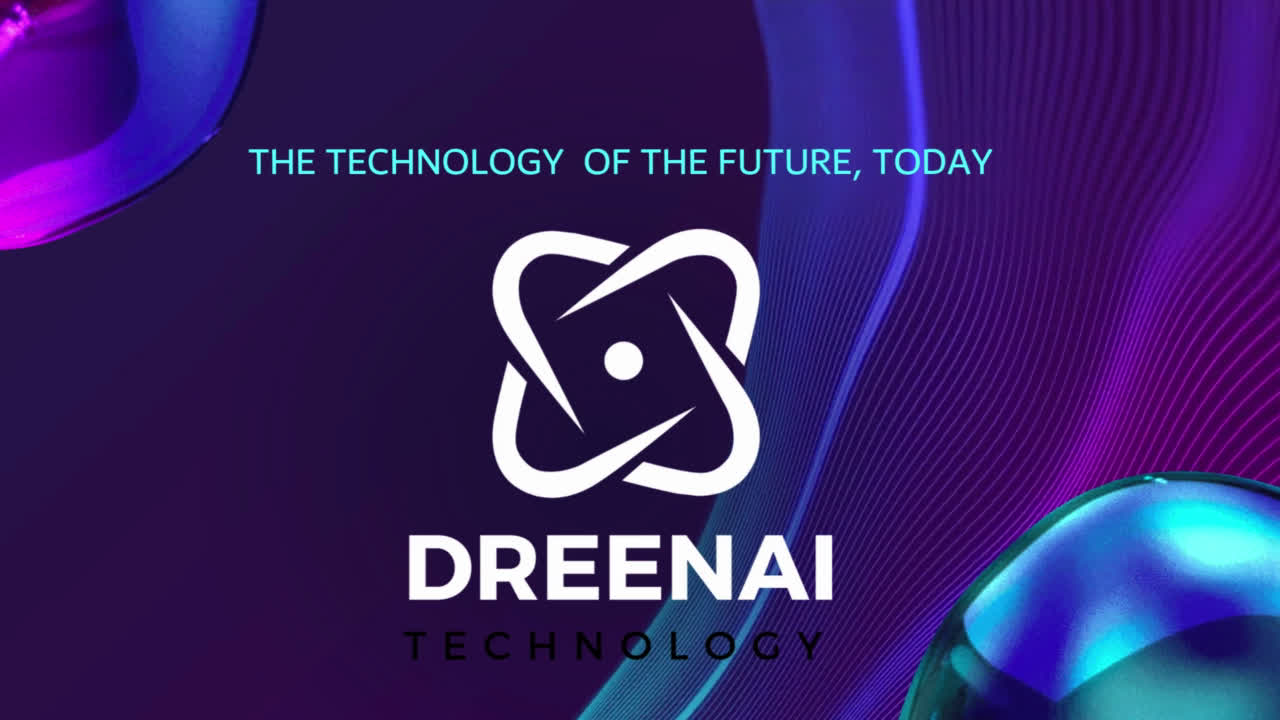 THE TECHNOLOGY OF THE FUTURE, TODAY
DREENAI
TECHNOLOGY